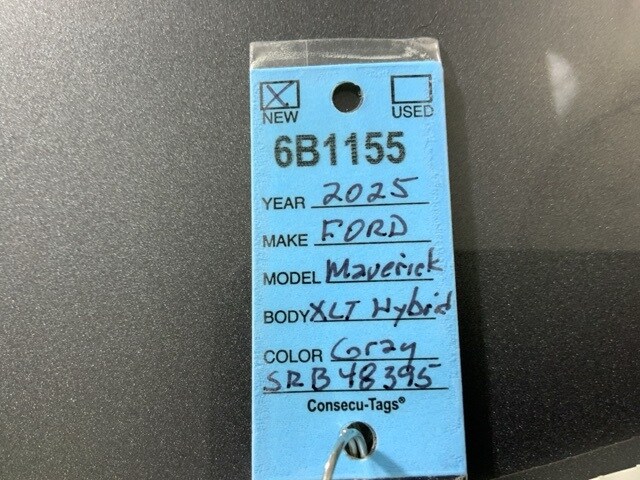 X
NEW USED
6B1155
YEAR 2025
MAKE FORD
MODEL Maverick
BODY XLT Hybrid
COLOR Gray
SRB48395
Consecu-Tags®